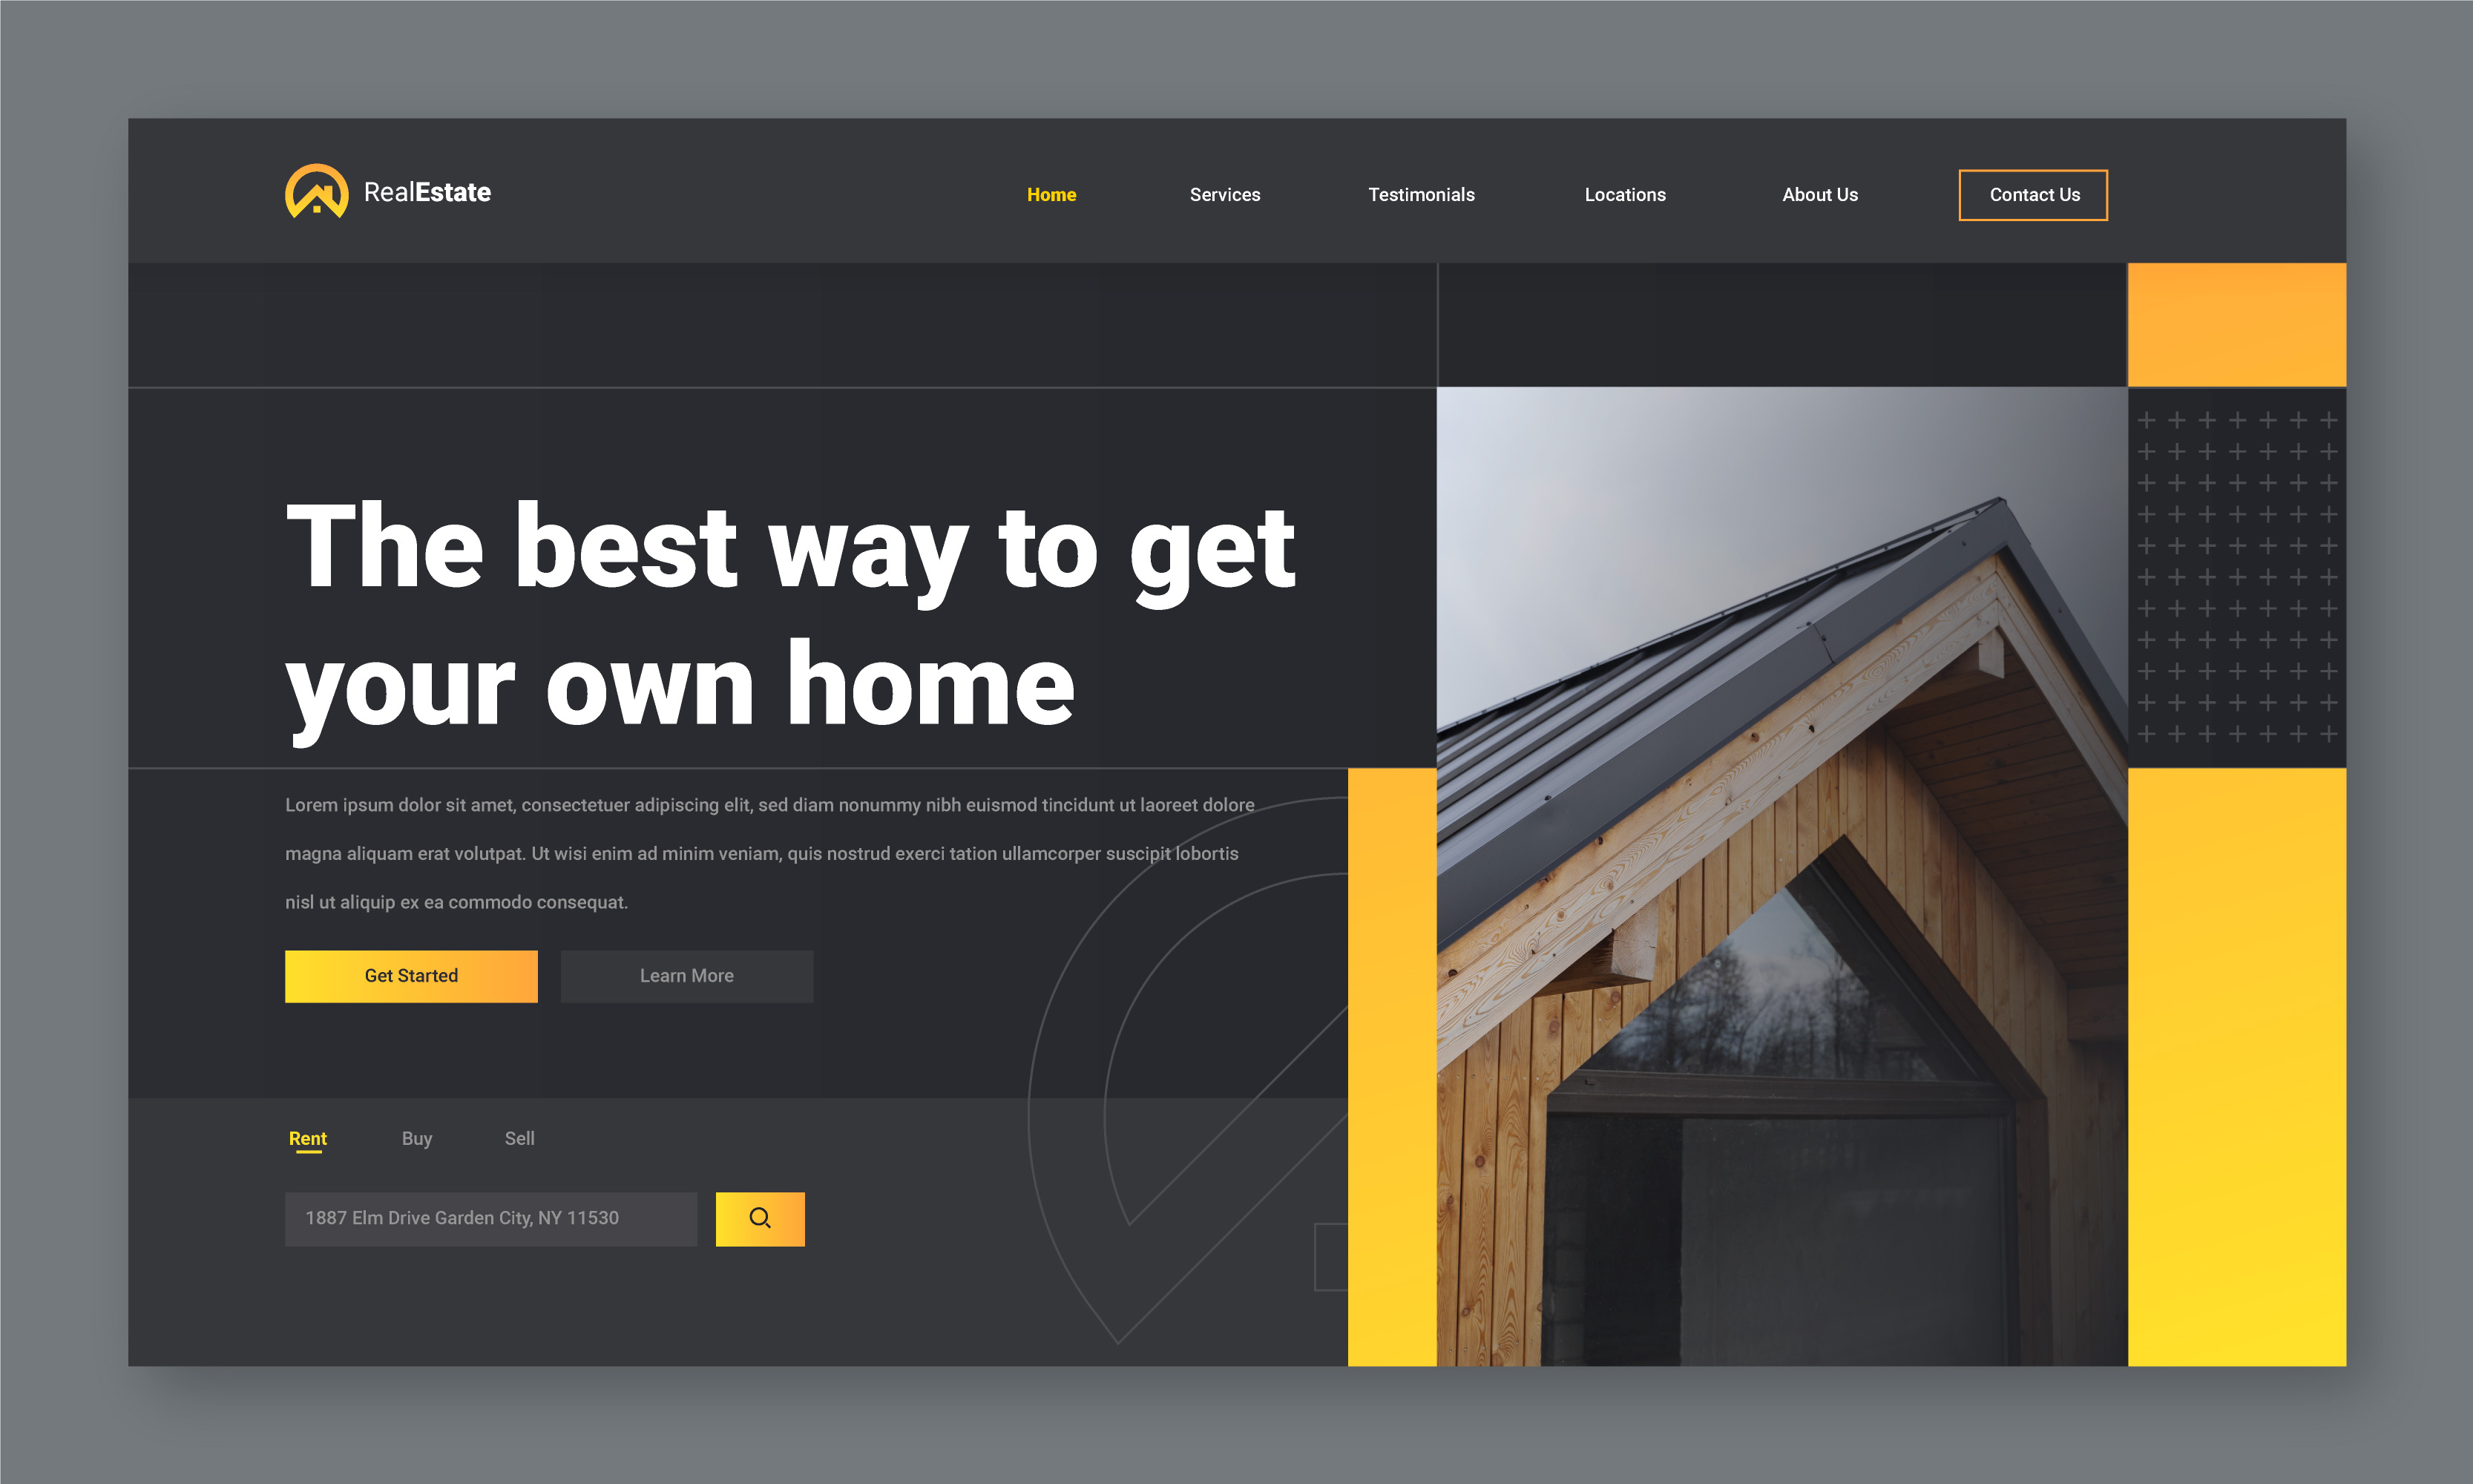 RealEstate
Home Services Testimonials Locations About Us Contact Us
The best way to get
your own home
Lorem ipsum dolor sit amet, consectetuer adipiscing elit, sed diam nonummy nibh euismod tincidunt ut laoreet dolore
magna aliquam erat volutpat. Ut wisi enim ad minim veniam, quis nostrud exerci tation ullamcorper suscipit lobortis
nisl ut aliquip ex ea commodo consequat.
Get Started Learn More
Rent Buy Sell
1887 Elm Drive Garden City, NY 11530